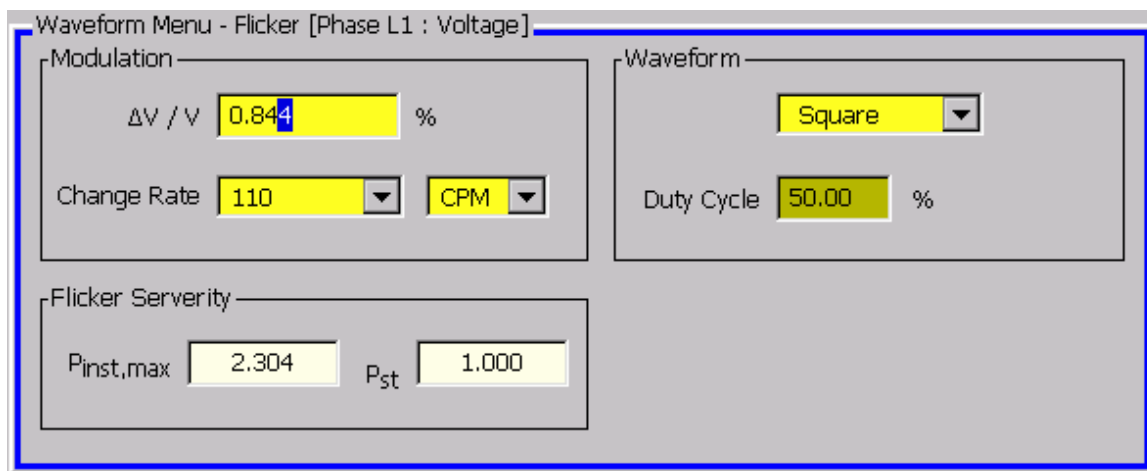 Waveform Menu - Flicker [Phase L1 : Voltage]
Modulation
ΔV / V 0.844 %
Change Rate 110 CPM
Waveform
Square
Duty Cycle 50.00 %
Flicker Serverity
Pinst,max 2.304 Pst 1.000